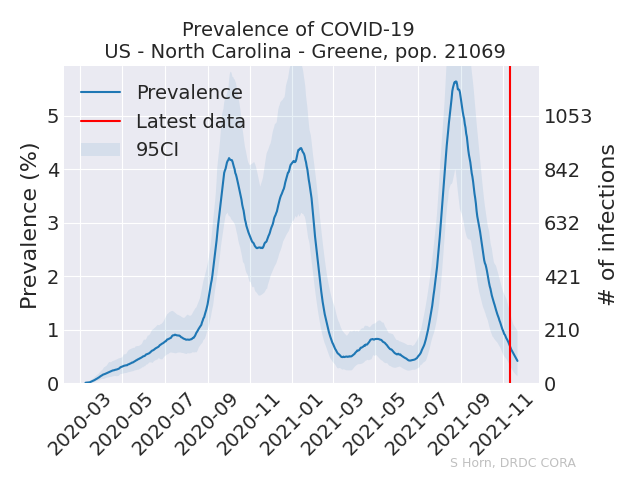 Prevalence of COVID-19
US - North Carolina - Greene, pop. 21069
Prevalence
Latest data
95CI
Prevalence (%)
5
4
3
2
1
0
# of infections
1053
842
632
421
210
0
2020-03
2020-05
2020-07
2020-09
2020-11
2021-01
2021-03
2021-05
2021-07
2021-09
2021-11
S Horn, DRDC CORA